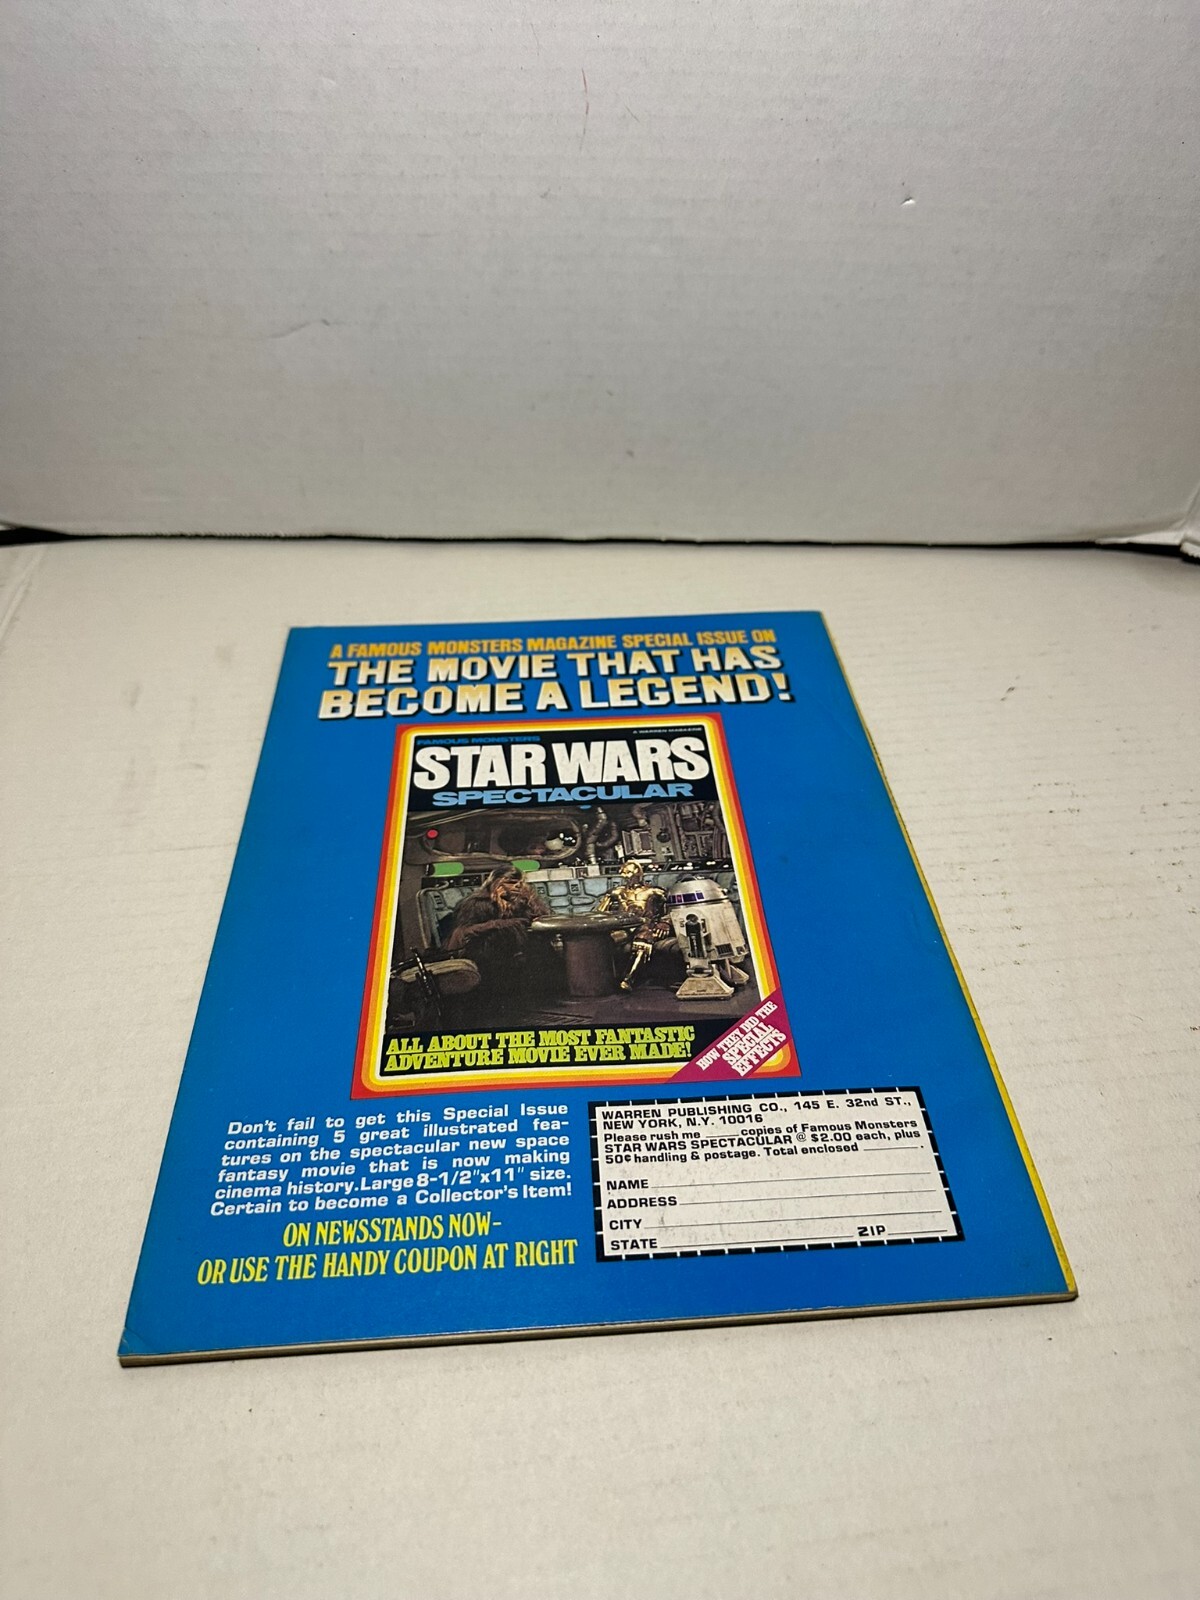 A FAMOUS MONSTERS MAGAZINE SPECIAL ISSUE ON
THE MOVIE THAT HAS
BECOME A LEGEND!
FAMOUS MONSTERS
A WARREN MAGAZINE
STAR WARS
SPECTACULAR
ALL ABOUT THE MOST FANTASTIC
ADVENTURE MOVIE EVER MADE!
HOW THEY DID THE
SPECIAL
EFFECTS
Don't fail to get this Special Issue
containing 5 great illustrated fea-
tures on the spectacular new space
fantasy movie that is now making
cinema history. Large 8-1/2"x11" size.
Certain to become a Collector's Item!
ON NEWSSTANDS NOW-
OR USE THE HANDY COUPON AT RIGHT
WARREN PUBLISHING CO., 145 E. 32nd ST.,
NEW YORK, N.Y. 10016
Please rush me ____ copies of Famous Monsters
STAR WARS SPECTACULAR @ $2.00 each, plus
50¢ handling & postage. Total enclosed ________.
NAME
ADDRESS
CITY
STATE ZIP